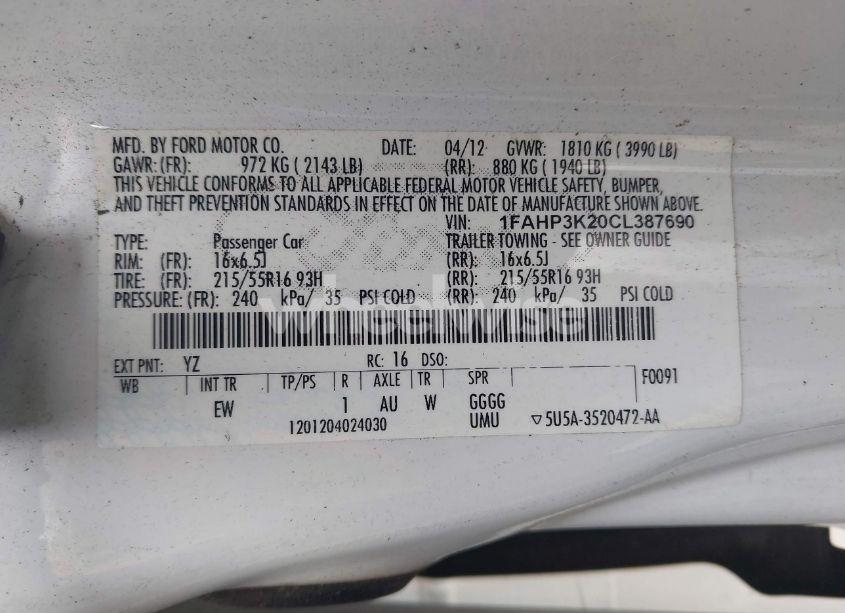 MFD. BY FORD MOTOR CO. DATE: 04/12 GVWR: 1810 KG ( 3990 LB)
GAWR: (FR): 972 KG ( 2143 LB) (RR): 880 KG ( 1940 LB)
THIS VEHICLE CONFORMS TO ALL APPLICABLE FEDERAL MOTOR VEHICLE SAFETY, BUMPER,
AND THEFT PREVENTION STANDARDS IN EFFECT ON THE DATE OF MANUFACTURE SHOWN ABOVE.
VIN: 1FAHP3K20CL387690
TYPE: Passenger Car TRAILER TOWING - SEE OWNER GUIDE
RIM: (FR): 16x6.5J (RR): 16x6.5J
TIRE: (FR): 215/55R16 93H (RR): 215/55R16 93H
PRESSURE: (FR): 240 kPa/ 35 PSI COLD (RR): 240 kPa/ 35 PSI COLD
wheelwise
EXT PNT: YZ RC: 16 DSO:
WB INT TR TP/PS R AXLE TR SPR F0091
EW 1 AU W GGGG
1201204024030 UMU ▽5U5A-3520472-AA